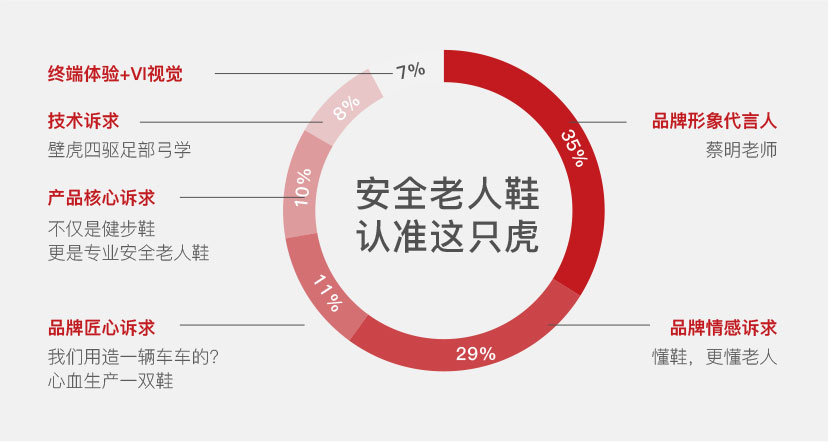 终端体验+VI视觉
技术诉求
壁虎四驱足部弓学
产品核心诉求
不仅是健步鞋
更是专业安全老人鞋
品牌匠心诉求
我们用造一辆车车的?
心血生产一双鞋
安全老人鞋
认准这只虎
7%
8%
10%
11%
29%
35%
品牌形象代言人
蔡明老师
品牌情感诉求
懂鞋，更懂老人